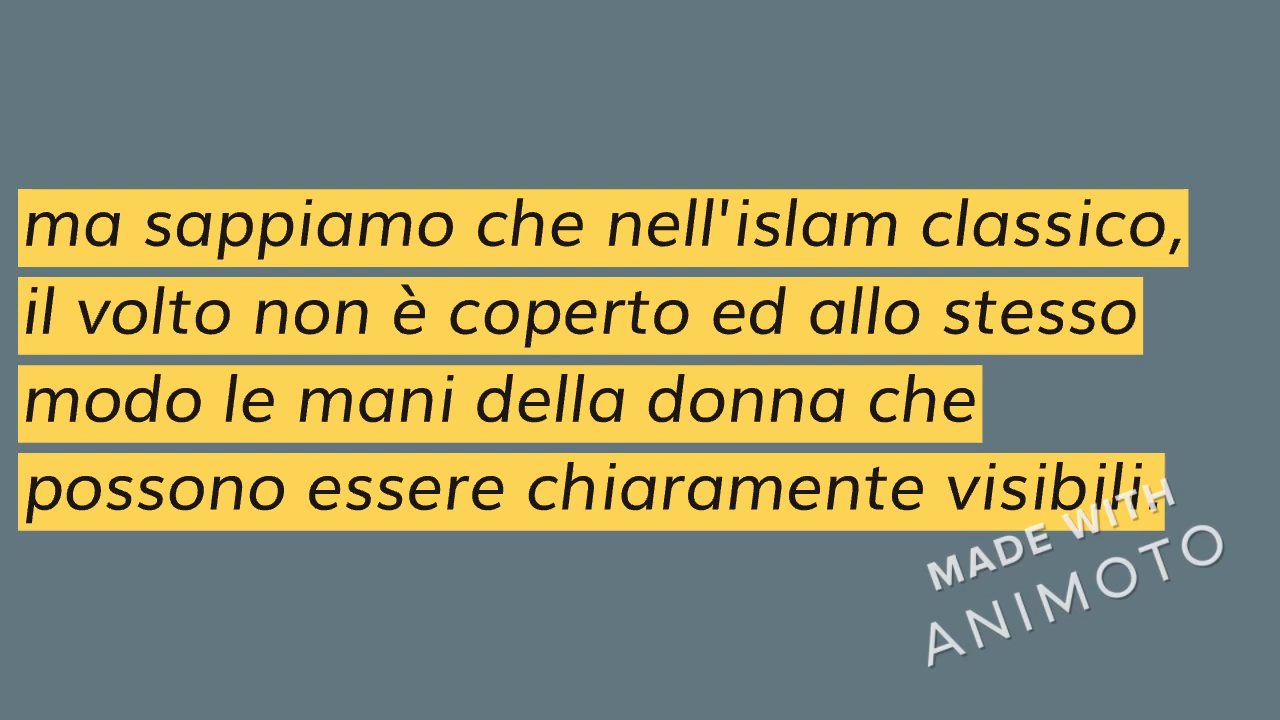 ma sappiamo che nell'islam classico,
il volto non è coperto ed allo stesso
modo le mani della donna che
possono essere chiaramente visibili.
MADE WITH
ANIMOTO